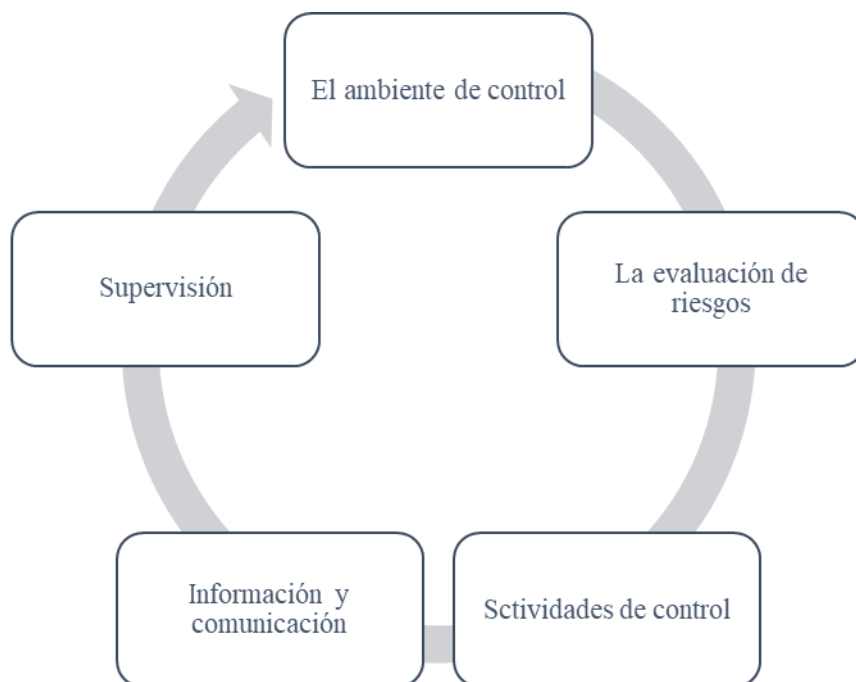 El ambiente de control
La evaluación de
riesgos
Sctividades de control
Información y
comunicación
Supervisión